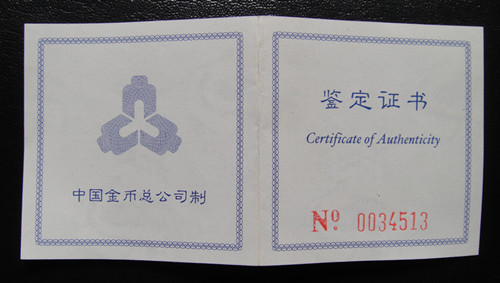 中国金币总公司制
鉴定证书
Certificate of Authenticity
Nº 0034513